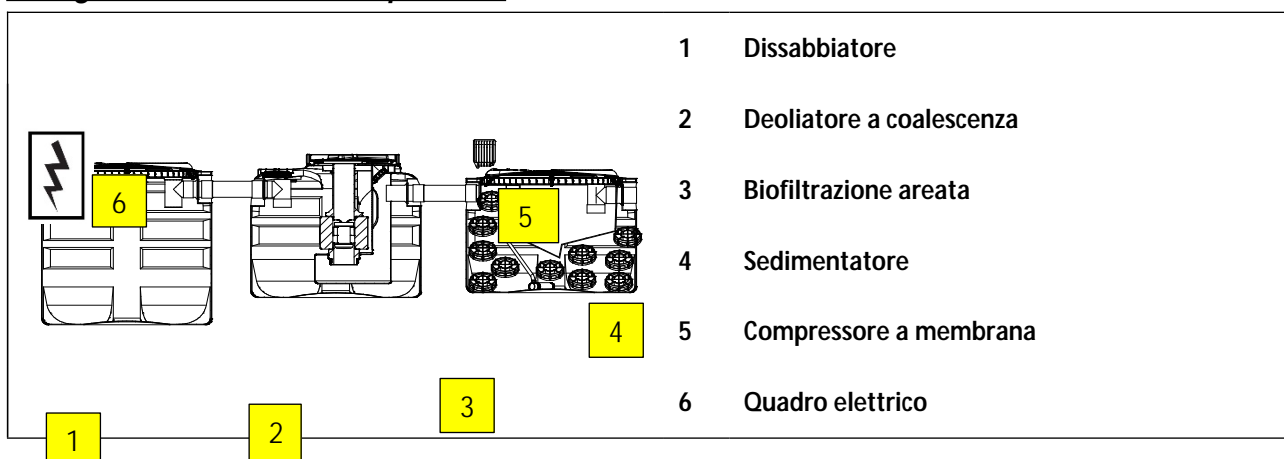 1 Dissabbiatore
2 Deoliatore a coalescenza
3 Biofiltrazione areata
4 Sedimentatore
5 Compressore a membrana
6 Quadro elettrico
6
5
4
3
2
1